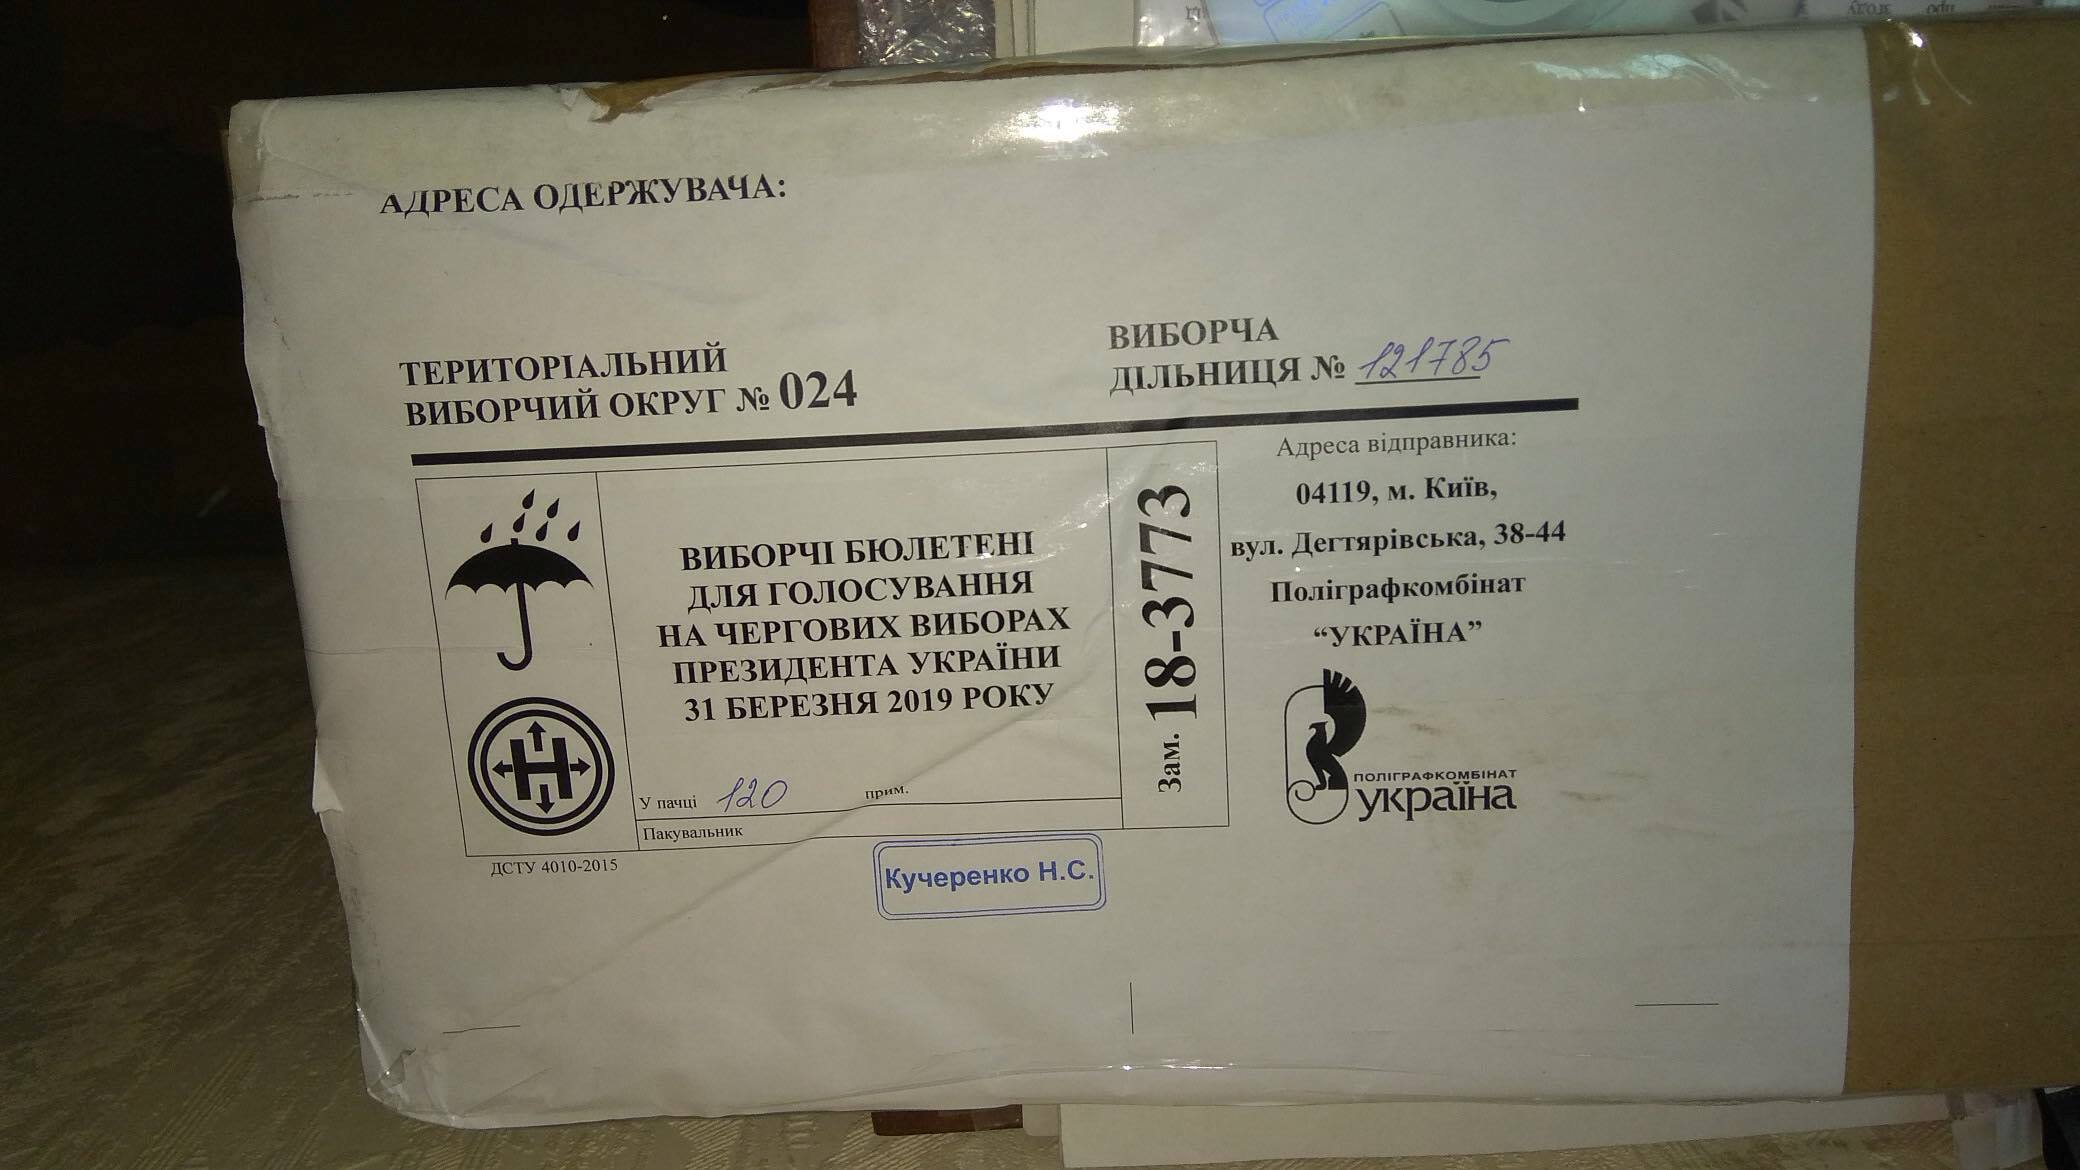 АДРЕСА ОДЕРЖУВАЧА:
ТЕРИТОРІАЛЬНИЙ
ВИБОРЧИЙ ОКРУГ № 024
ВИБОРЧА
ДІЛЬНИЦЯ № 121785
ВИБОРЧІ БЮЛЕТЕНІ
ДЛЯ ГОЛОСУВАННЯ
НА ЧЕРГОВИХ ВИБОРАХ
ПРЕЗИДЕНТА УКРАЇНИ
31 БЕРЕЗНЯ 2019 РОКУ
У пачці 120 прим.
Пакувальник
Кучеренко Н.С.
ДСТУ 4010-2015
Зам. 18-3773
Адреса відправника:
04119, м. Київ,
вул. Дегтярівська, 38-44
Поліграфкомбінат
“УКРАЇНА”
ПОЛІГРАФКОМБІНАТ
україна
Н